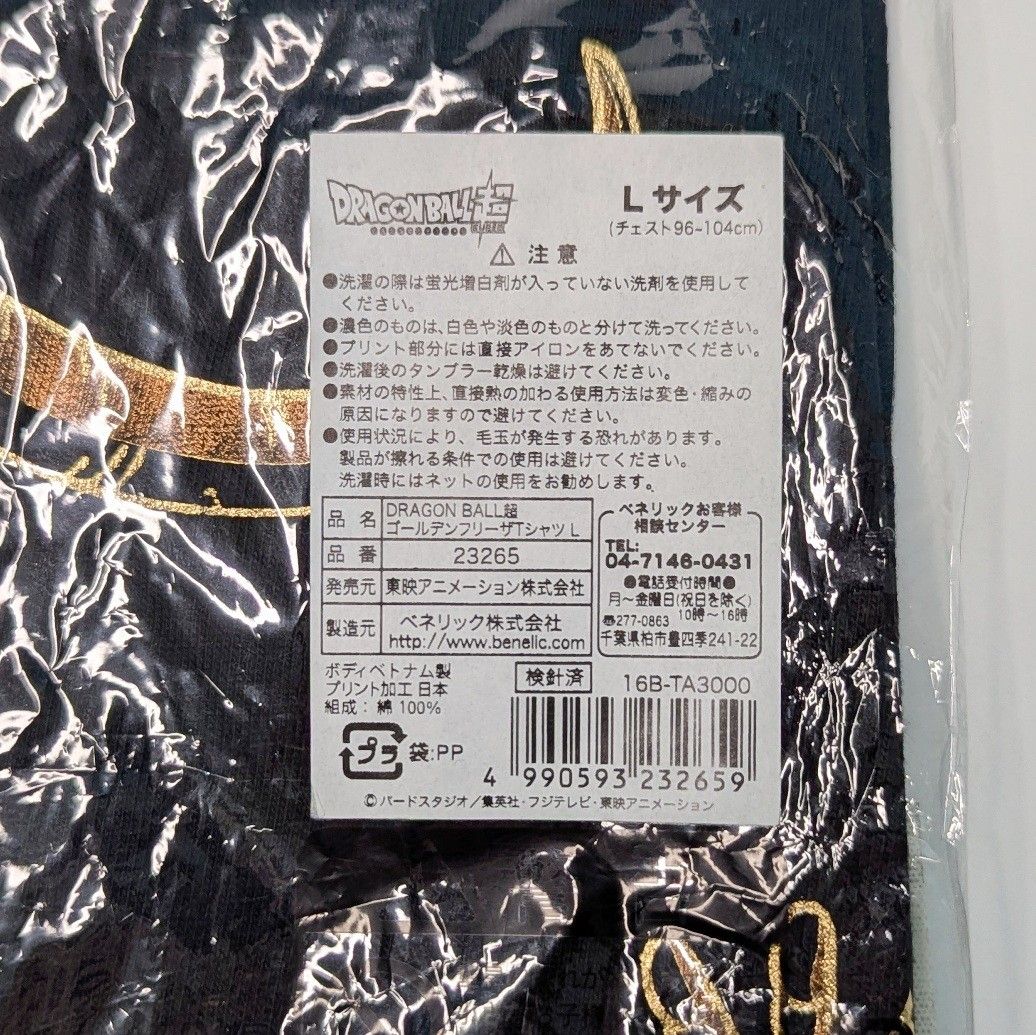 DRAGONBALL超
Lサイズ
(チェスト96~104cm)
⚠ 注意
●洗濯の際は蛍光増白剤が入っていない洗剤を使用して
ください。
●濃色のものは、白色や淡色のものと分けて洗ってください。
●プリント部分には直接アイロンをあてないでください。
●洗濯後のタンブラー乾燥は避けてください。
●素材の特性上、直接熱の加わる使用方法は変色・縮みの
原因になりますので避けてください。
●使用状況により、毛玉が発生する恐れがあります。
製品が擦れる条件での使用は避けてください。
洗濯時にはネットの使用をお勧めします。
品名 DRAGON BALL超
ゴールデンフリーザTシャツ L
品番 23265
発売元 東映アニメーション株式会社
製造元 ベネリック株式会社
http://www.benelic.com
ベネリックお客様
相談センター
TEL:
04-7146-0431
●電話受付時間●
月～金曜日(祝日を除く)
10時～16時
〒277-0863
千葉県柏市豊四季241-22
ボディベトナム製
プリント加工 日本
組成：綿 100%
検針済
16B-TA3000
プラ 袋:PP
4 990593 232659
©バードスタジオ／集英社・フジテレビ・東映アニメーション